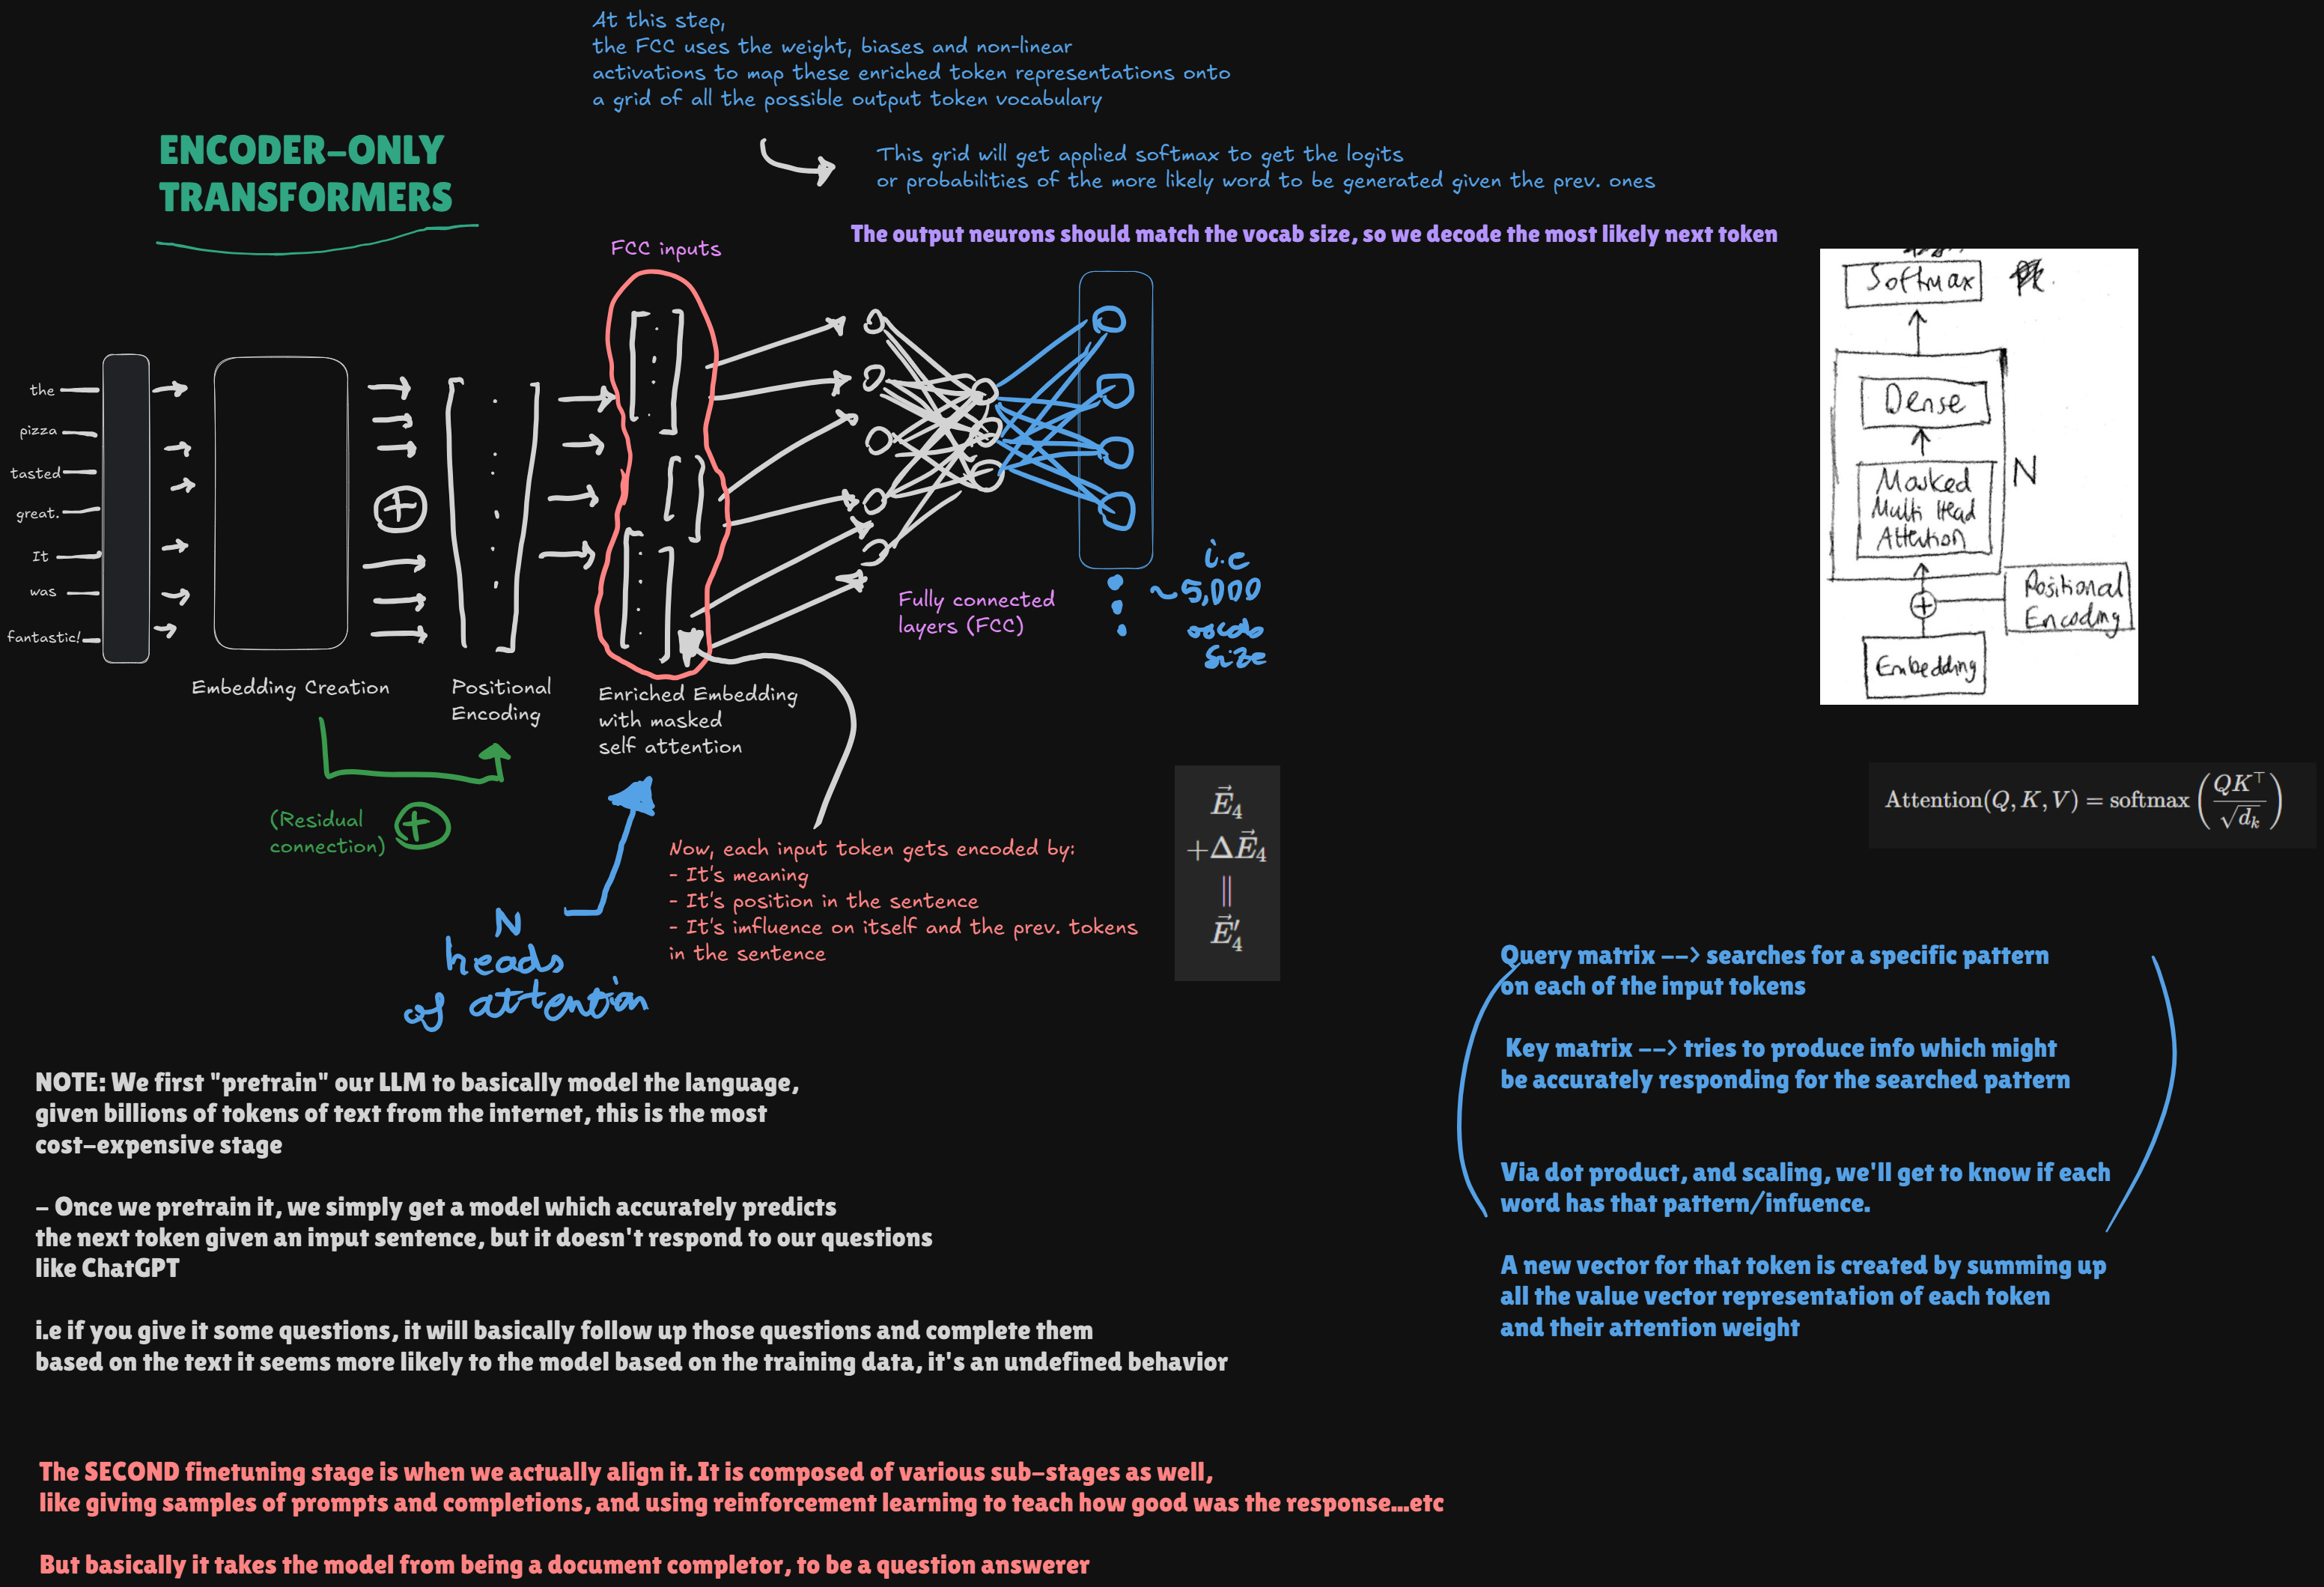 At this step,
the FCC uses the weight, biases and non-linear
activations to map these enriched token representations onto
a grid of all the possible output token vocabulary
This grid will get applied softmax to get the logits
or probabilities of the more likely word to be generated given the prev. ones
The output neurons should match the vocab size, so we decode the most likely next token
ENCODER-ONLY
TRANSFORMERS
FCC inputs
the
pizza
tasted
great.
It
was
fantastic!
Embedding Creation
Positional
Encoding
Enriched Embedding
with masked
self attention
Fully connected
layers (FCC)
i.e
~5,000
vocab
size
(Residual
connection)
N
heads
of attention
Now, each input token gets encoded by:
- It's meaning
- It's position in the sentence
- It's influence on itself and the prev. tokens
in the sentence
E⃗₄
+ΔE⃗₄
||
E⃗′₄
Softmax
Dense
Masked
Multi Head
Attention
N
Positional
Encoding
Embedding
Attention(Q, K, V) = softmax(QK⊤/√dₖ)
Query matrix --> searches for a specific pattern
on each of the input tokens
Key matrix --> tries to produce info which might
be accurately responding for the searched pattern
Via dot product, and scaling, we'll get to know if each
word has that pattern/infuence.
A new vector for that token is created by summing up
all the value vector representation of each token
and their attention weight
NOTE: We first "pretrain" our LLM to basically model the language,
given billions of tokens of text from the internet, this is the most
cost-expensive stage
- Once we pretrain it, we simply get a model which accurately predicts
the next token given an input sentence, but it doesn't respond to our questions
like ChatGPT
i.e if you give it some questions, it will basically follow up those questions and complete them
based on the text it seems more likely to the model based on the training data, it's an undefined behavior
The SECOND finetuning stage is when we actually align it. It is composed of various sub-stages as well,
like giving samples of prompts and completions, and using reinforcement learning to teach how good was the response...etc
But basically it takes the model from being a document completor, to be a question answerer